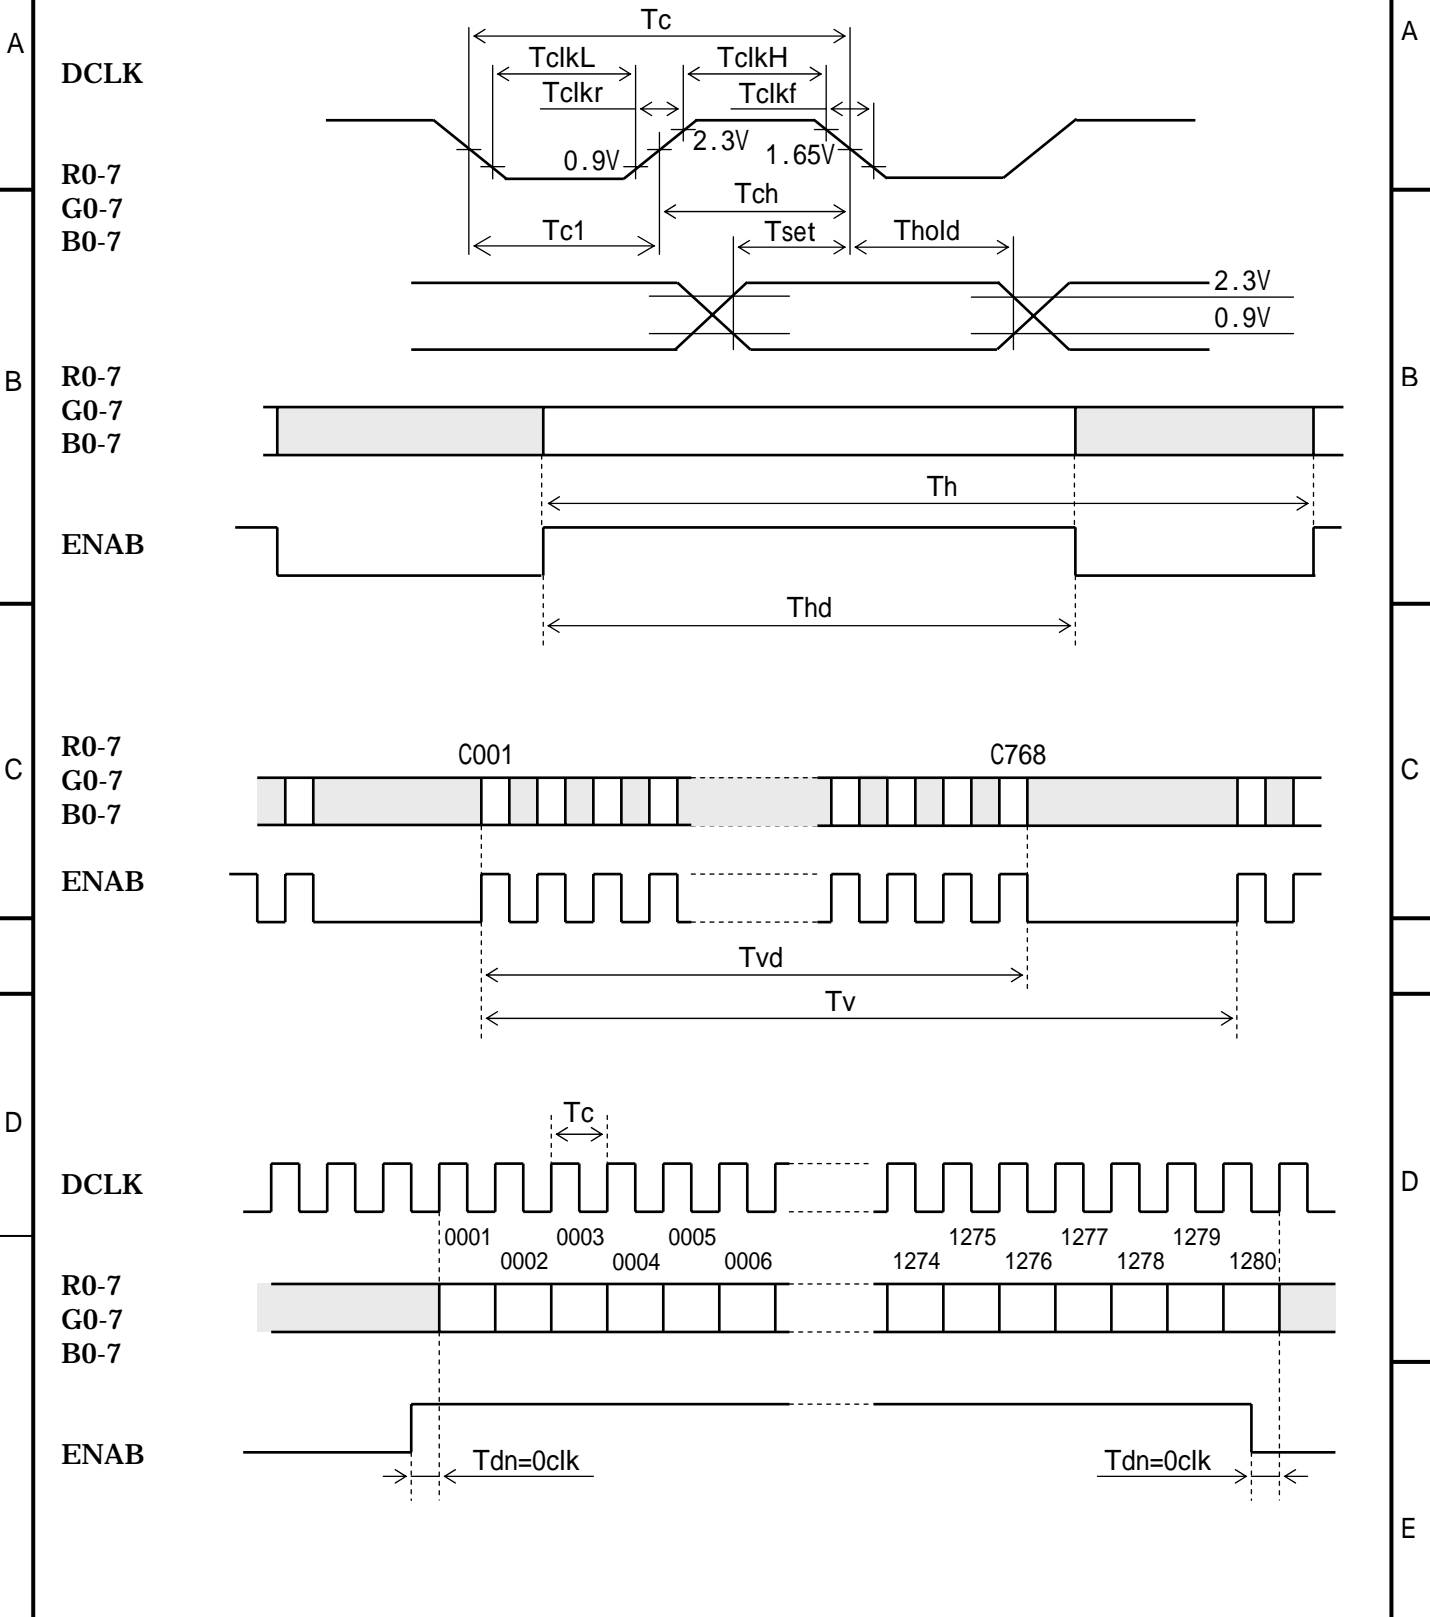 A
A
Tc
DCLK
TclkL
TclkH
Tclkr
Tclkf
2.3V
0.9V
1.65V
R0-7
G0-7
B0-7
Tch
Tc1
Tset
Thold
2.3V
0.9V
B
B
R0-7
G0-7
B0-7
Th
ENAB
Thd
C
C
R0-7
G0-7
B0-7
C001
C768
ENAB
Tvd
Tv
D
D
Tc
DCLK
0001
0003
0005
1275
1277
1279
0002
0004
0006
1274
1276
1278
1280
R0-7
G0-7
B0-7
ENAB
Tdn=0clk
Tdn=0clk
E